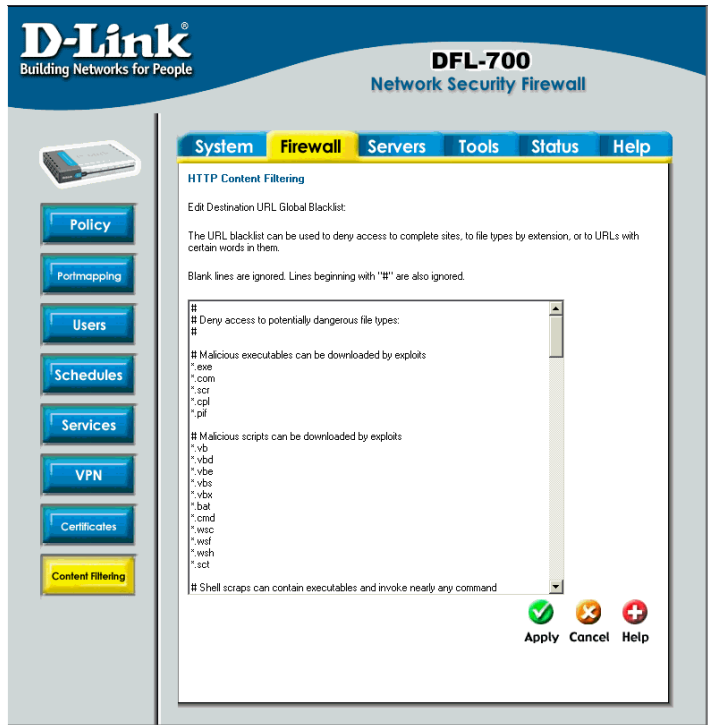 D-Link®
Building Networks for People
DFL-700
Network Security Firewall
System Firewall Servers Tools Status Help
Policy
Portmapping
Users
Schedules
Services
VPN
Certificates
Content Filtering
HTTP Content Filtering
Edit Destination URL Global Blacklist:
The URL blacklist can be used to deny access to complete sites, to file types by extension, or to URLs with
certain words in them.
Blank lines are ignored. Lines beginning with "#" are also ignored.
#
# Deny access to potentially dangerous file types:
#
# Malicious executables can be downloaded by exploits
*.exe
*.com
*.scr
*.cpl
*.pif
# Malicious scripts can be downloaded by exploits
*.vb
*.vbd
*.vbe
*.vbs
*.vbx
*.bat
*.cmd
*.wsc
*.wsf
*.wsh
*.sct
# Shell scraps can contain executables and invoke nearly any command
Apply Cancel Help